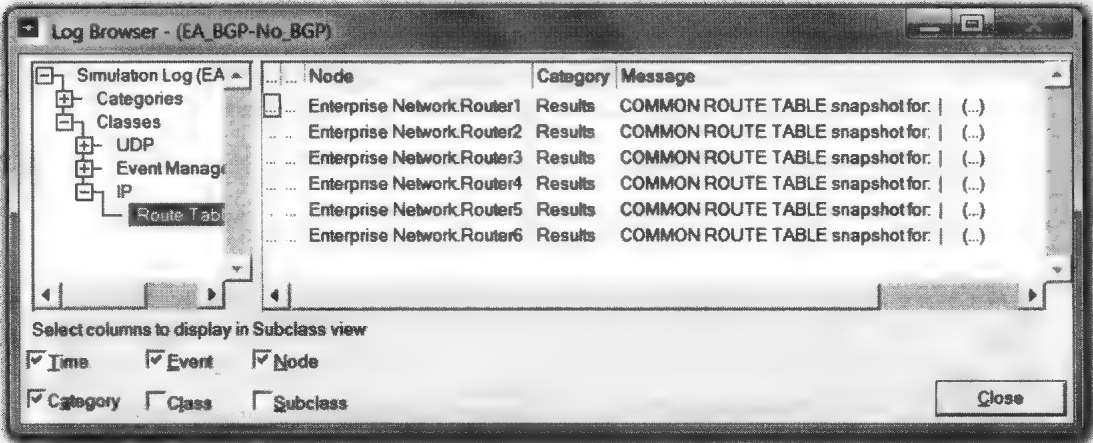 Log Browser - (EA_BGP-No_BGP)
Simulation Log (EA
Categories
Classes
UDP
Event Manage
IP
Route Tabl
... ... Node Category Message
... ... Enterprise Network.Router1 Results COMMON ROUTE TABLE snapshot for: | (...)
... ... Enterprise Network.Router2 Results COMMON ROUTE TABLE snapshot for: | (...)
... ... Enterprise Network.Router3 Results COMMON ROUTE TABLE snapshot for: | (...)
... ... Enterprise Network.Router4 Results COMMON ROUTE TABLE snapshot for: | (...)
... ... Enterprise Network.Router5 Results COMMON ROUTE TABLE snapshot for: | (...)
... ... Enterprise Network.Router6 Results COMMON ROUTE TABLE snapshot for: | (...)
Select columns to display in Subclass view
Time Event Node
Category Class Subclass
Close